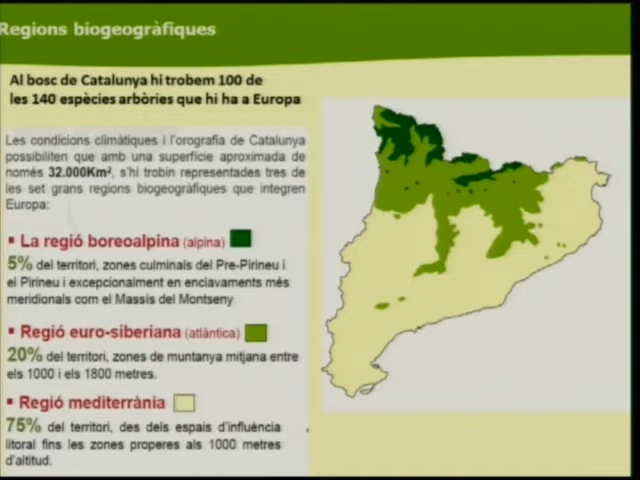 Regions biogeogràfiques
Al bosc de Catalunya hi trobem 100 de
les 140 espècies arbòries que hi ha a Europa
Les condicions climàtiques i l'orografia de Catalunya
possibiliten que amb una superfície aproximada de
només 32.000Km², s'hi trobin representades tres de
les set grans regions biogeogràfiques que integren
Europa:
▪ La regió boreoalpina (alpina)
5% del territori, zones culminals del Pre-Pirineu i
el Pirineu i excepcionalment en enclavaments més
meridionals com el Massís del Montseny
▪ Regió euro-siberiana (atlàntica)
20% del territori, zones de muntanya mitjana entre
els 1000 i els 1800 metres.
▪ Regió mediterrània
75% del territori, des dels espais d'influència
litoral fins les zones properes als 1000 metres
d'altitud.